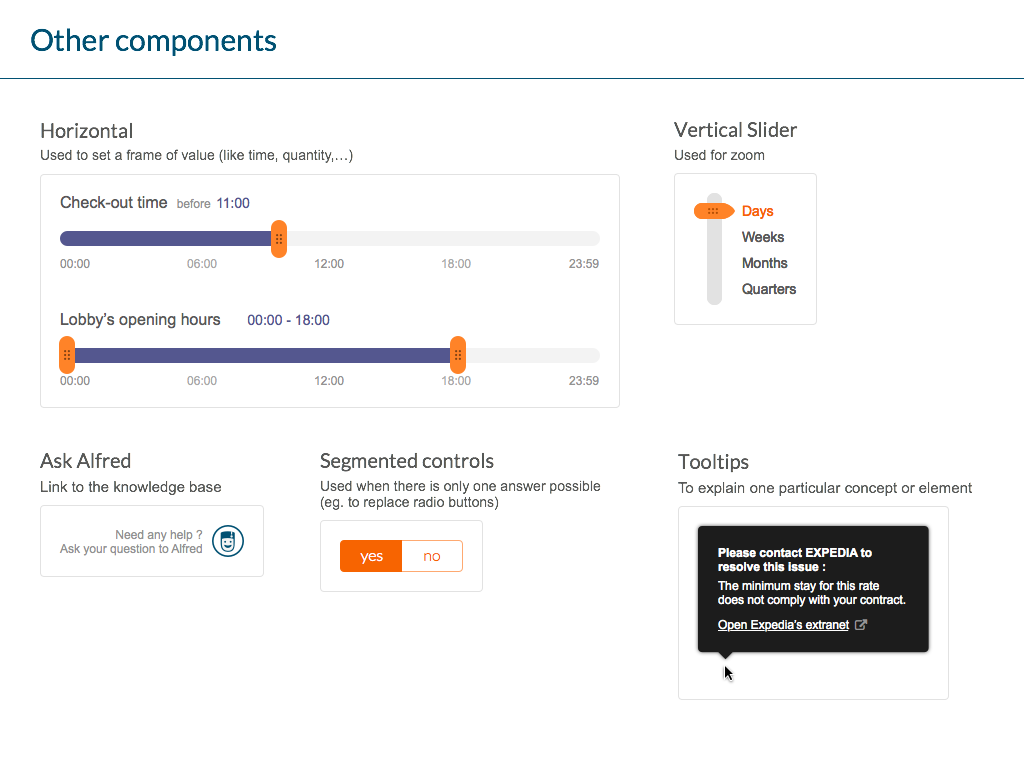 Other components
Horizontal
Used to set a frame of value (like time, quantity,...)
Check-out time before 11:00
00:00 06:00 12:00 18:00 23:59
Lobby's opening hours 00:00 - 18:00
00:00 06:00 12:00 18:00 23:59
Vertical Slider
Used for zoom
Days
Weeks
Months
Quarters
Ask Alfred
Link to the knowledge base
Need any help ?
Ask your question to Alfred
Segmented controls
Used when there is only one answer possible
(eg. to replace radio buttons)
yes no
Tooltips
To explain one particular concept or element
Please contact EXPEDIA to
resolve this issue :
The minimum stay for this rate
does not comply with your contract.
Open Expedia's extranet